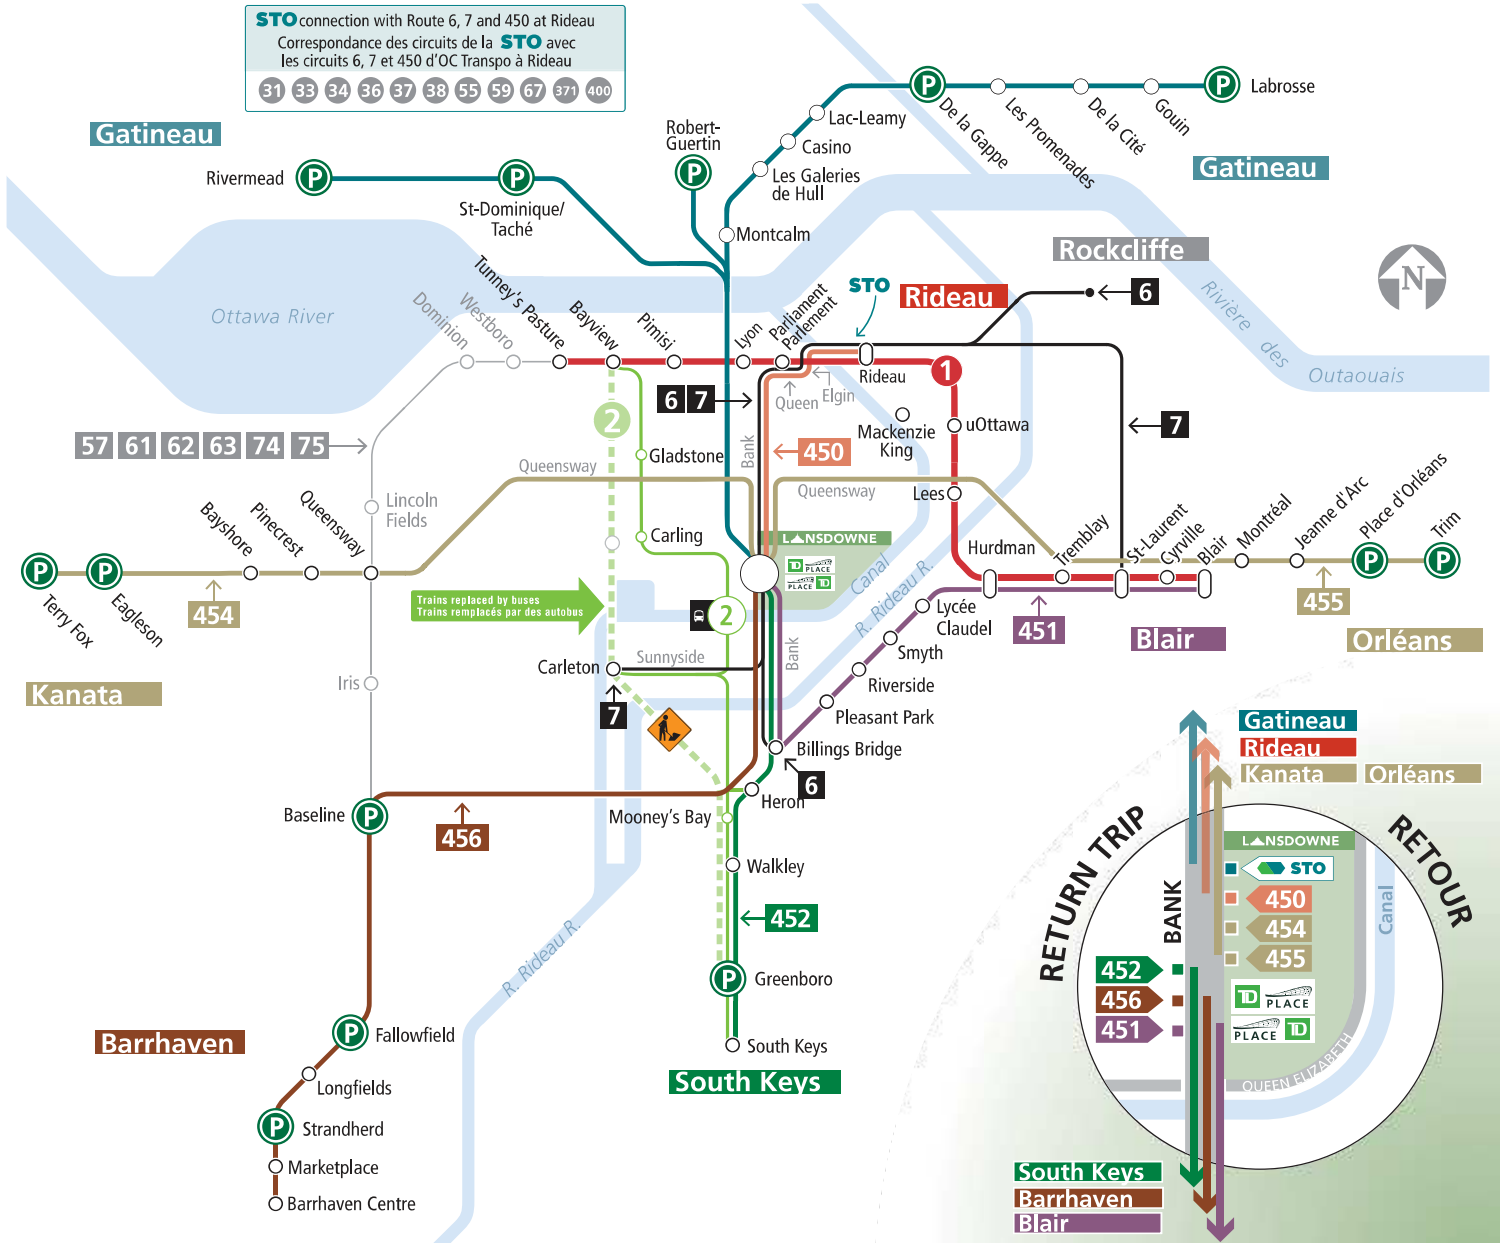 STO connection with Route 6, 7 and 450 at Rideau
Correspondance des circuits de la STO avec
les circuits 6, 7 et 450 d'OC Transpo à Rideau
31 33 34 36 37 38 55 59 67 371 400
Gatineau
Rivermead
P
P
St-Dominique/
Taché
Robert-
Guertin
P
Lac-Leamy
Casino
Les Galeries
de Hull
Montcalm
P
De la Gappe
Les Promenades
De la Cité
Gouin
P
Labrosse
Gatineau
Rockcliffe
6
N
Ottawa River
Rivière
des
Outaouais
STO
Rideau
Dominion
Westboro
Tunney's Pasture
Bayview
Pimisi
Lyon
Parliament
Parlement
Rideau
1
Queen
Elgin
6 7
Bank
450
Mackenzie
King
uOttawa
7
57 61 62 63 74 75
2
Gladstone
Queensway
Queensway
Lees
Lincoln
Fields
Bayshore
Pinecrest
Queensway
Carling
LANSDOWNE
TD PLACE
PLACE TD
Canal
R. Rideau R.
Hurdman
Tremblay
St-Laurent
Cyrville
Blair
Montréal
Jeanne d'Arc
Place d'Orléans
Trim
P
P
P
P
Terry Fox
Eagleson
454
455
Trains replaced by buses
Trains remplacés par des autobus
2
Lycée
Claudel
451
Blair
Orléans
Kanata
Iris
Carleton
Sunnyside
Bank
Smyth
Riverside
Pleasant Park
7
Billings Bridge
6
Heron
Baseline
P
456
Mooney's Bay
Walkley
452
R. Rideau R.
P
Greenboro
South Keys
South Keys
Barrhaven
P
Fallowfield
Longfields
P
Strandherd
Marketplace
Barrhaven Centre
Gatineau
Rideau
Kanata
Orléans
RETURN TRIP
RETOUR
LANSDOWNE
STO
BANK
450
454
455
Canal
452
456
451
TD PLACE
PLACE TD
QUEEN ELIZABETH
South Keys
Barrhaven
Blair